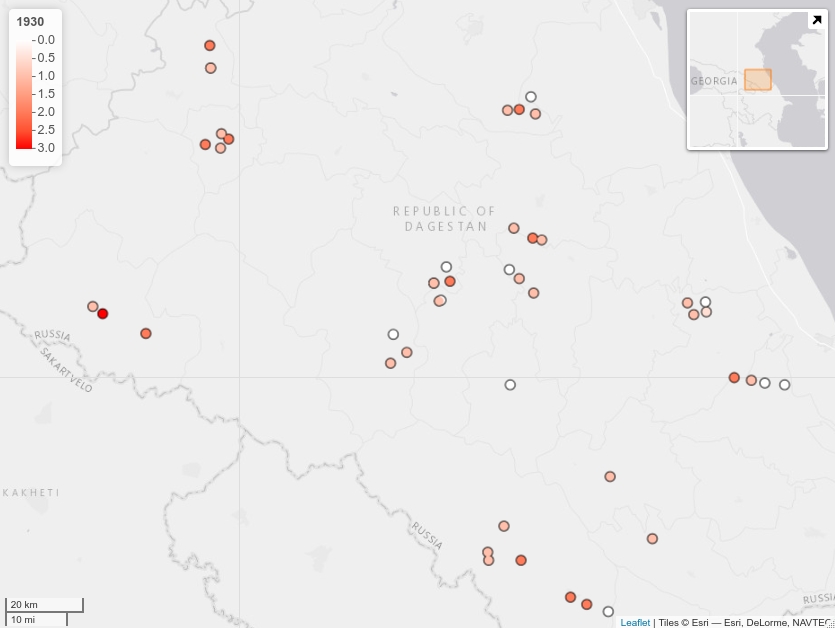 1930
0.0
0.5
1.0
1.5
2.0
2.5
3.0
GEORGIA
REPUBLIC OF
DAGESTAN
RUSSIA
SAKARTVELO
KAKHETI
RUSSIA
RUSSIA
20 km
10 mi
Leaflet | Tiles © Esri — Esri, DeLorme, NAVTEQ